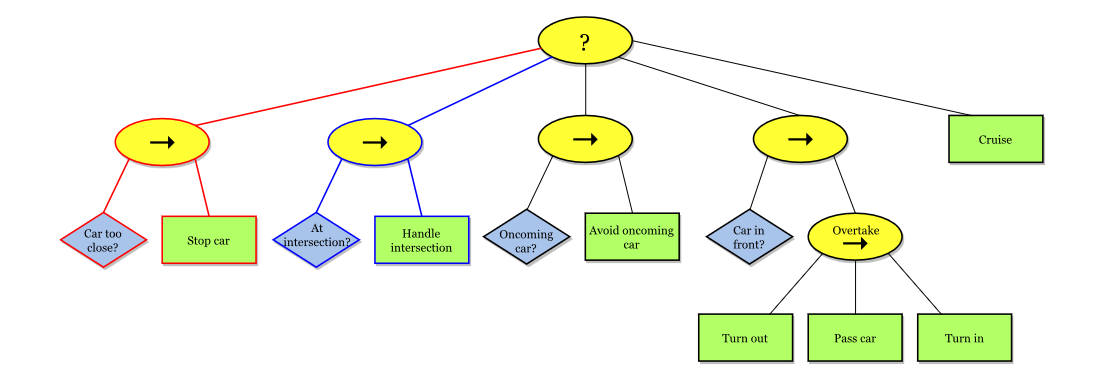 ?
→
→
→
→
Cruise
Car too
close?
Stop car
At
intersection?
Handle
intersection
Oncoming
car?
Avoid oncoming
car
Car in
front?
Overtake
→
Turn out
Pass car
Turn in